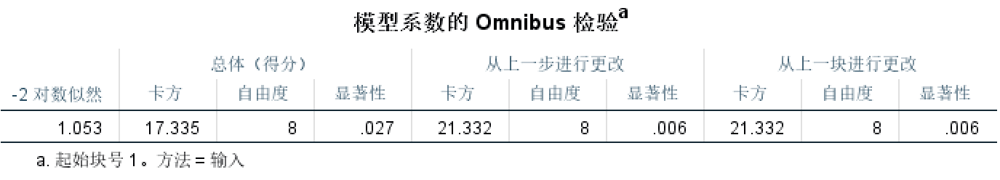 模型系数的 Omnibus 检验a
总体（得分） 从上一步进行更改 从上一块进行更改
-2 对数似然 卡方 自由度 显著性 卡方 自由度 显著性 卡方 自由度 显著性
1.053 17.335 8 .027 21.332 8 .006 21.332 8 .006
a. 起始块号 1。方法 = 输入